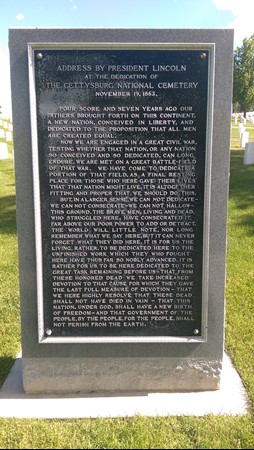 ADDRESS BY PRESIDENT LINCOLN
AT THE DEDICATION OF
THE GETTYSBURG NATIONAL CEMETERY
NOVEMBER 19, 1863.
FOUR SCORE AND SEVEN YEARS AGO OUR
FATHERS BROUGHT FORTH ON THIS CONTINENT,
A NEW NATION, CONCEIVED IN LIBERTY, AND
DEDICATED TO THE PROPOSITION THAT ALL MEN
ARE CREATED EQUAL.
NOW WE ARE ENGAGED IN A GREAT CIVIL WAR,
TESTING WHETHER THAT NATION, OR ANY NATION
SO CONCEIVED AND SO DEDICATED, CAN LONG
ENDURE. WE ARE MET ON A GREAT BATTLE-FIELD
OF THAT WAR. WE HAVE COME TO DEDICATE A
PORTION OF THAT FIELD, AS A FINAL RESTING
PLACE FOR THOSE WHO HERE GAVE THEIR LIVES
THAT THAT NATION MIGHT LIVE. IT IS ALTOGETHER
FITTING AND PROPER THAT WE SHOULD DO THIS.
BUT, IN A LARGER SENSE, WE CAN NOT DEDICATE-
WE CAN NOT CONSECRATE-WE CAN NOT HALLOW-
THIS GROUND. THE BRAVE MEN, LIVING AND DEAD,
WHO STRUGGLED HERE, HAVE CONSECRATED IT,
FAR ABOVE OUR POOR POWER TO ADD OR DETRACT.
THE WORLD WILL LITTLE NOTE, NOR LONG
REMEMBER WHAT WE SAY HERE, BUT IT CAN NEVER
FORGET WHAT THEY DID HERE. IT IS FOR US THE
LIVING, RATHER, TO BE DEDICATED HERE TO THE
UNFINISHED WORK WHICH THEY WHO FOUGHT
HERE HAVE THUS FAR SO NOBLY ADVANCED. IT IS
RATHER FOR US TO BE HERE DEDICATED TO THE
GREAT TASK REMAINING BEFORE US-THAT FROM
THESE HONORED DEAD WE TAKE INCREASED
DEVOTION TO THAT CAUSE FOR WHICH THEY GAVE
THE LAST FULL MEASURE OF DEVOTION-THAT
WE HERE HIGHLY RESOLVE THAT THESE DEAD
SHALL NOT HAVE DIED IN VAIN-THAT THIS
NATION, UNDER GOD, SHALL HAVE A NEW BIRTH
OF FREEDOM-AND THAT GOVERNMENT OF THE
PEOPLE, BY THE PEOPLE, FOR THE PEOPLE, SHALL
NOT PERISH FROM THE EARTH.